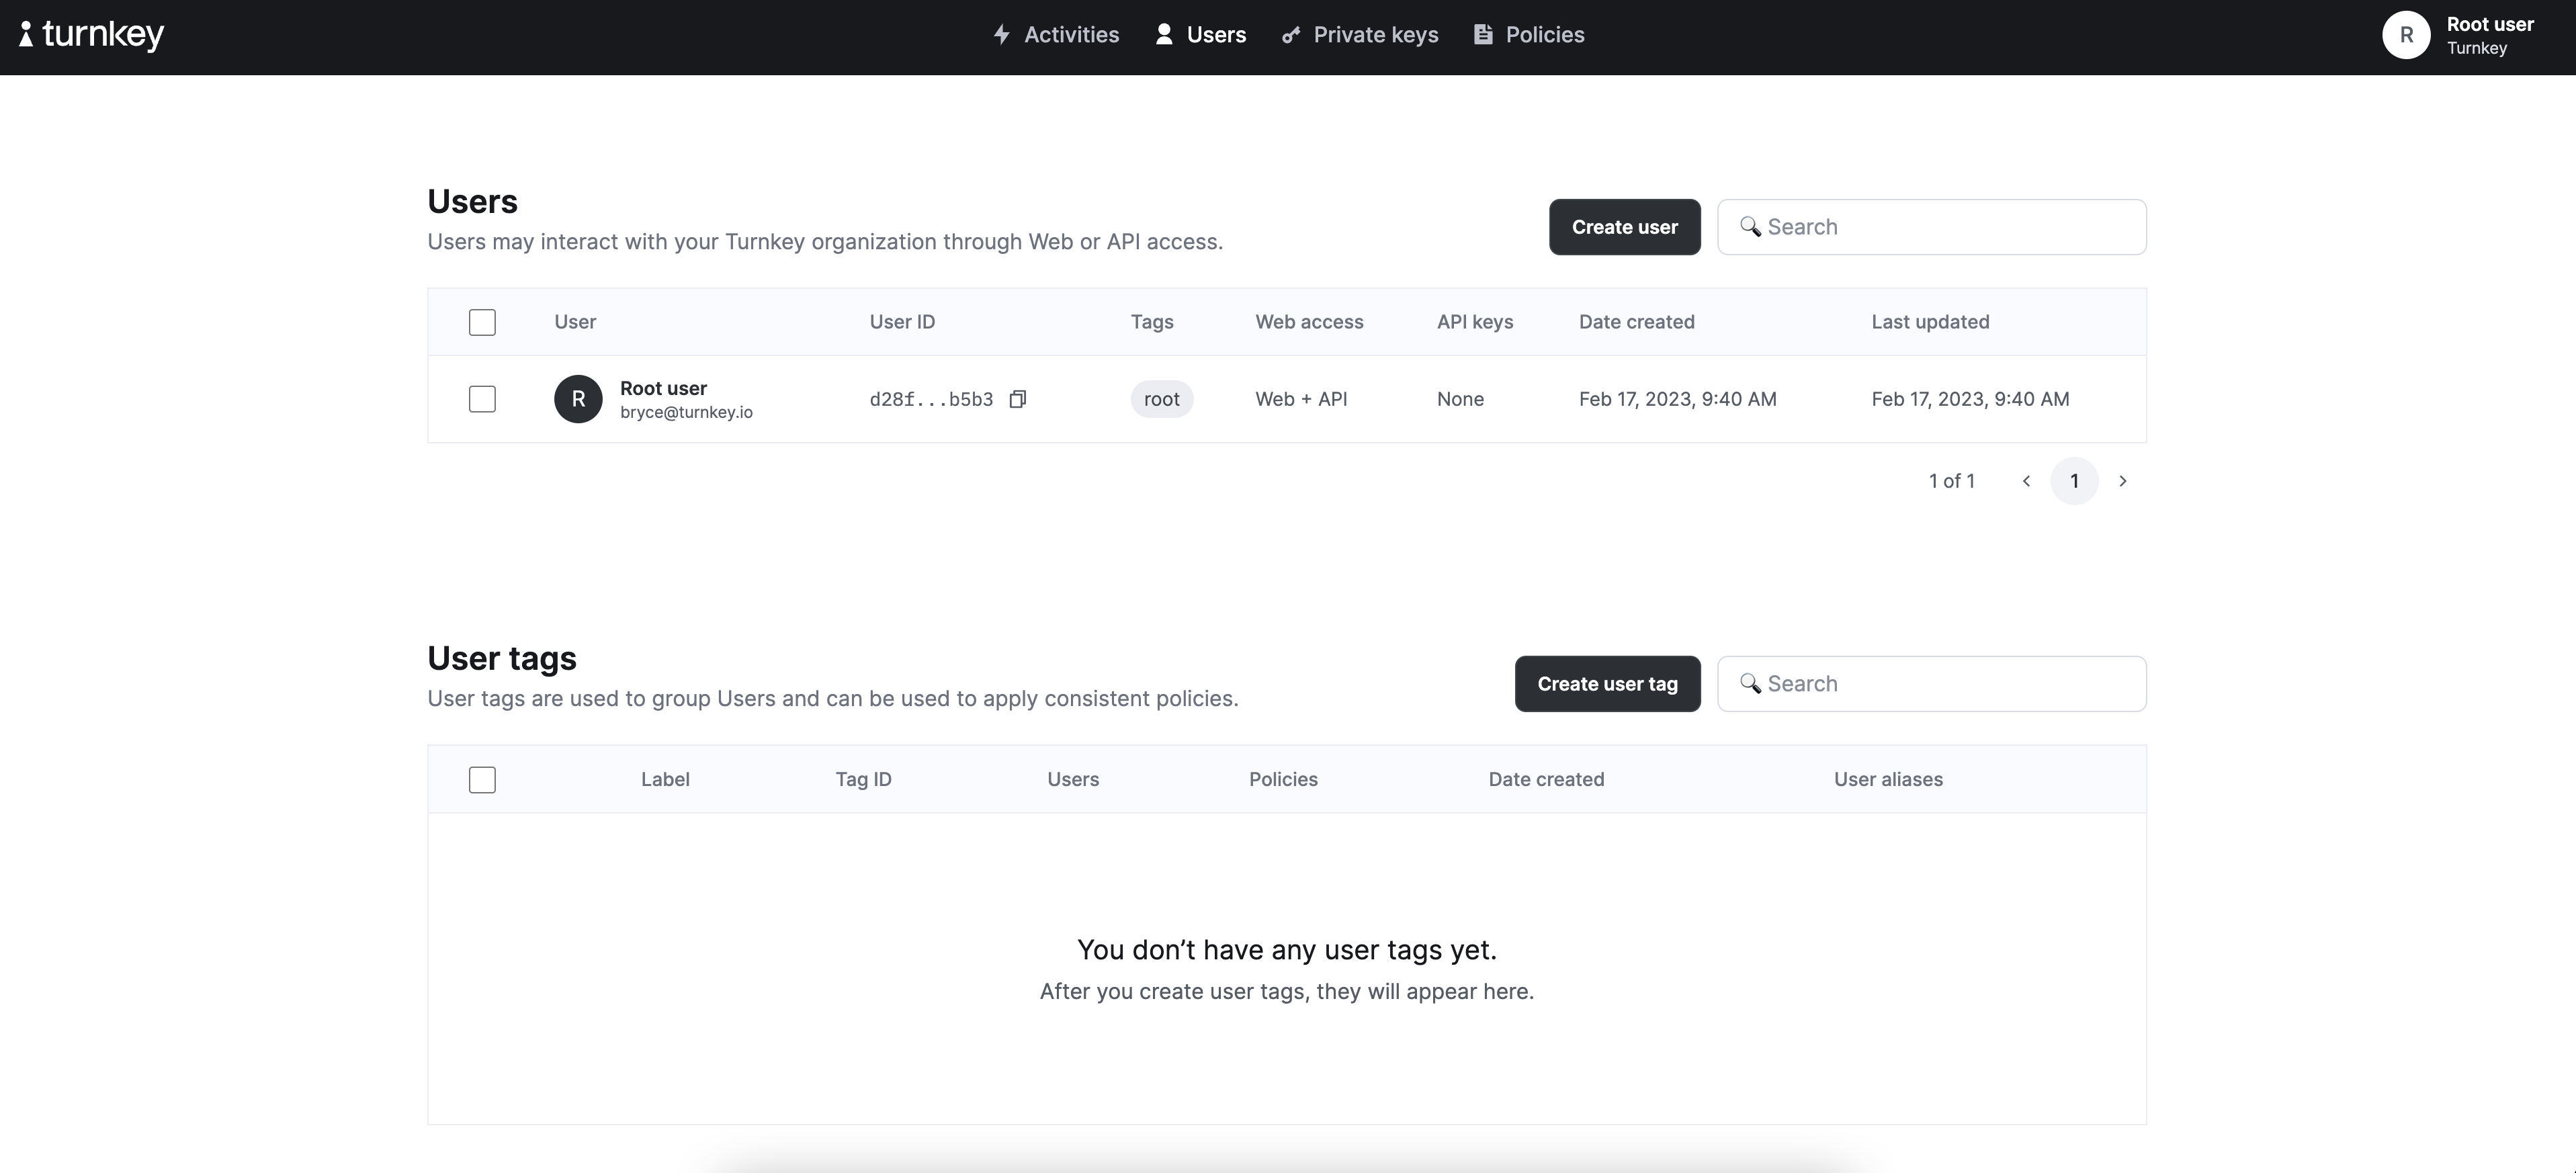 turnkey
Activities Users Private keys Policies
R Root user
Turnkey
Users
Users may interact with your Turnkey organization through Web or API access.
Create user
Search
User User ID Tags Web access API keys Date created Last updated
R Root user
bryce@turnkey.io
d28f...b5b3 root Web + API None Feb 17, 2023, 9:40 AM Feb 17, 2023, 9:40 AM
1 of 1 < 1 >
User tags
User tags are used to group Users and can be used to apply consistent policies.
Create user tag
Search
Label Tag ID Users Policies Date created User aliases
You don’t have any user tags yet.
After you create user tags, they will appear here.